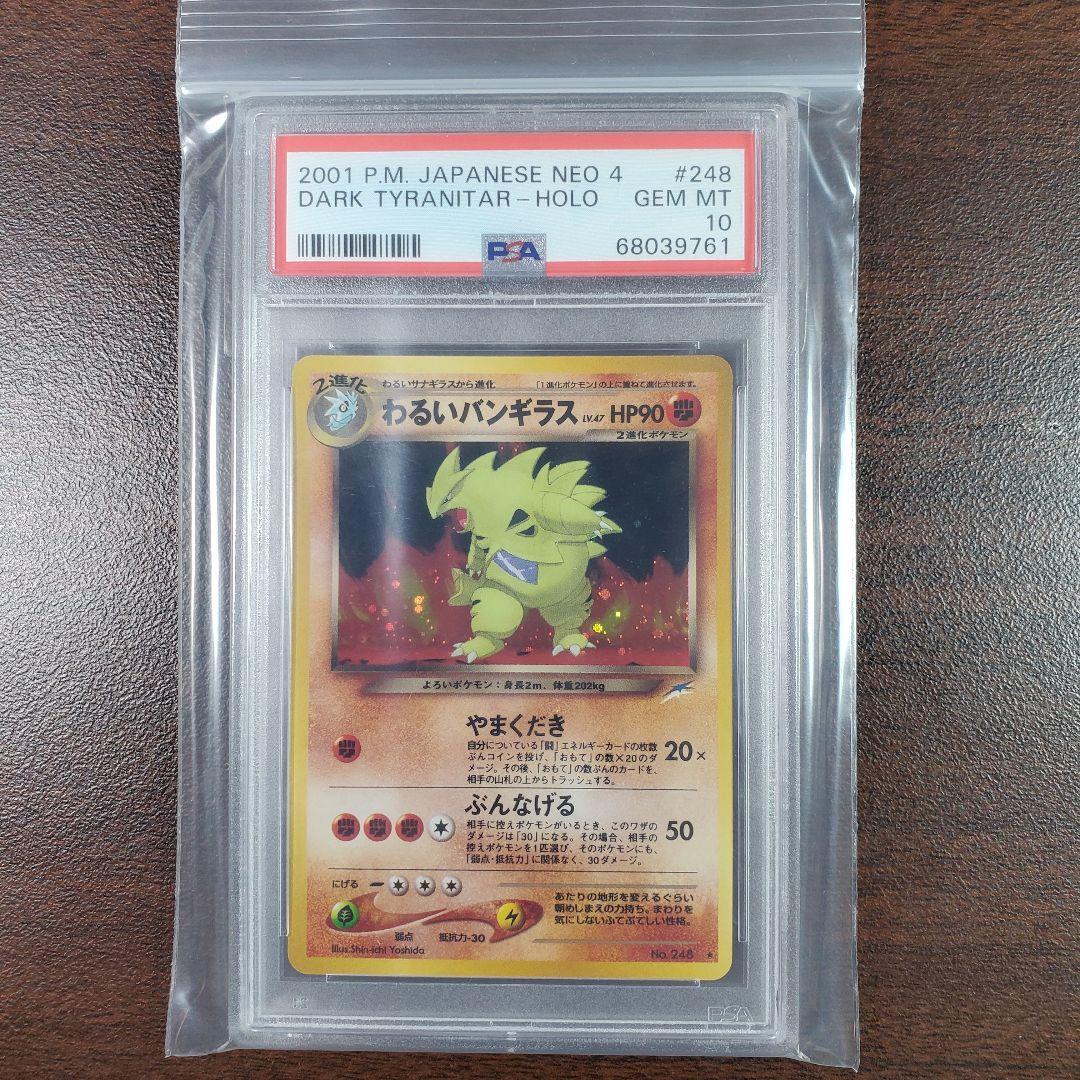 2001 P.M. JAPANESE NEO 4 #248
DARK TYRANITAR - HOLO GEM MT
10
PSA 68039761
2進化
わるいサナギラスから進化 「1進化ポケモン」の上に重ねて進化させます。
わるいバンギラス LV.47 HP90
2進化ポケモン
よろいポケモン:身長2m、体重202kg
やまくだき
自分についている「闘」エネルギーカードの枚数
ぶんコインを投げ、「おもて」の数×20のダ
メージ。その後、「おもて」の数ぶんのカードを、
相手の山札の上からトラッシュする。
20×
ぶんなげる
相手に控えポケモンがいるとき、このワザの
ダメージは「30」になる。その場合、相手の
控えポケモンを1匹選び、そのポケモンにも、
「弱点・抵抗力」に関係なく、30ダメージ。
50
にげる
弱点 抵抗力-30
あたりの地形を変えるぐらい
朝めしまえの力持ち。まわりを
気にしないふてぶてしい性格。
Illus. Shin-ichi Yoshida
No. 248
PSA